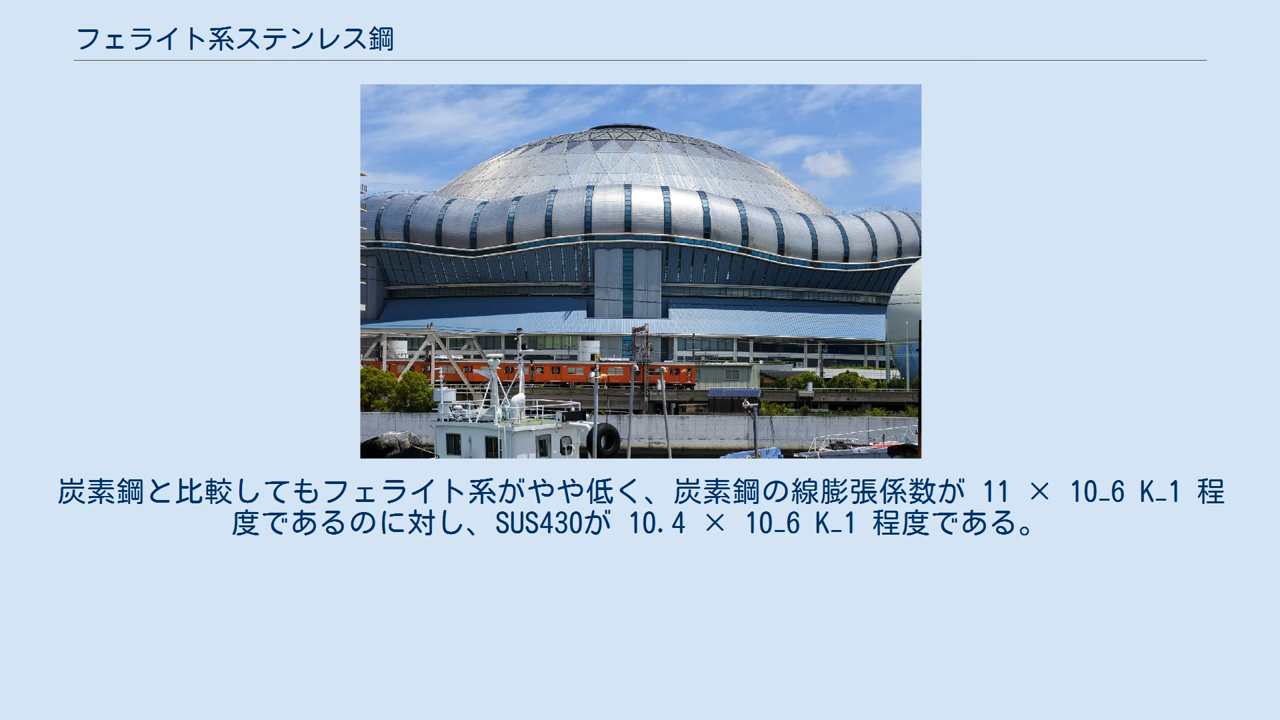 フェライト系ステンレス鋼
炭素鋼と比較してもフェライト系がやや低く、炭素鋼の線膨張係数が 11 × 10₋6 K₋1 程
度であるのに対し、SUS430が 10.4 × 10₋6 K₋1 程度である。